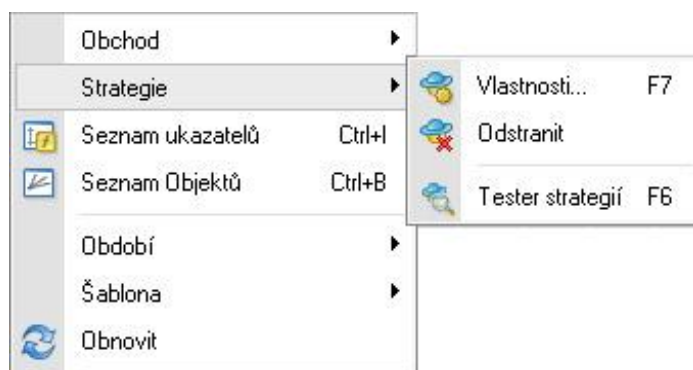 Obchod
Strategie
Seznam ukazatelů Ctrl+I
Seznam Objektů Ctrl+B
Období
Šablona
Obnovit
Vlastnosti... F7
Odstranit
Tester strategií F6